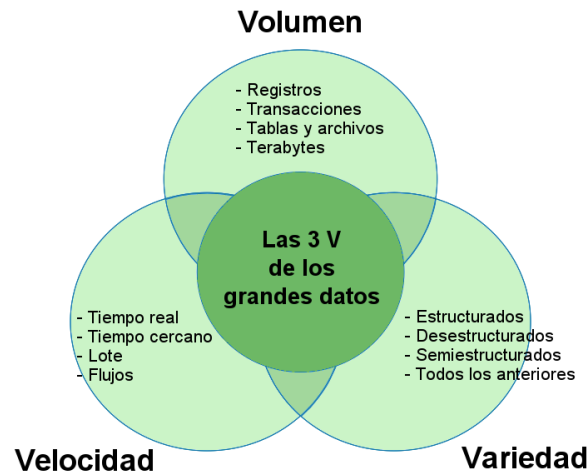 Volumen
- Registros
- Transacciones
- Tablas y archivos
- Terabytes
Las 3 V
de los
grandes datos
- Tiempo real
- Tiempo cercano
- Lote
- Flujos
- Estructurados
- Desestructurados
- Semiestructurados
- Todos los anteriores
Velocidad
Variedad